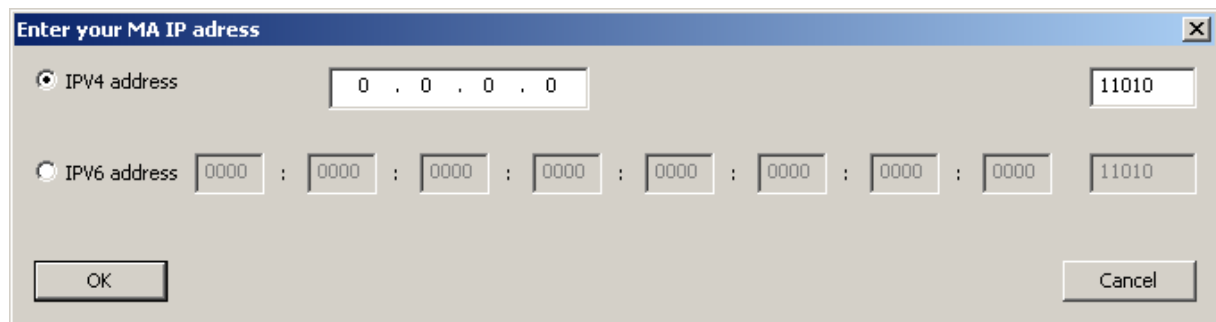 Enter your MA IP adress
IPV4 address 0 . 0 . 0 . 0 11010
IPV6 address 0000 : 0000 : 0000 : 0000 : 0000 : 0000 : 0000 : 0000 11010
OK Cancel